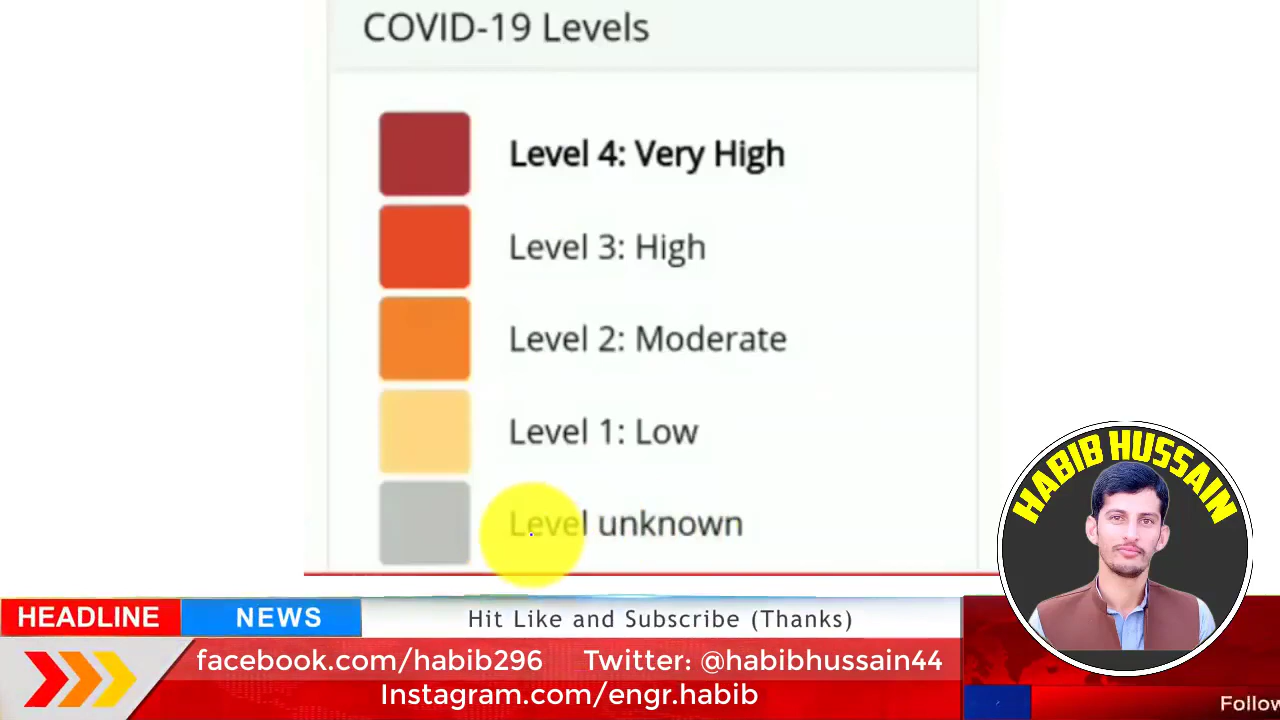 COVID-19 Levels
Level 4: Very High
Level 3: High
Level 2: Moderate
Level 1: Low
Level unknown
HABIB HUSSAIN
HEADLINE NEWS Hit Like and Subscribe (Thanks)
facebook.com/habib296 Twitter: @habibhussain44
Instagram.com/engr.habib
Follow